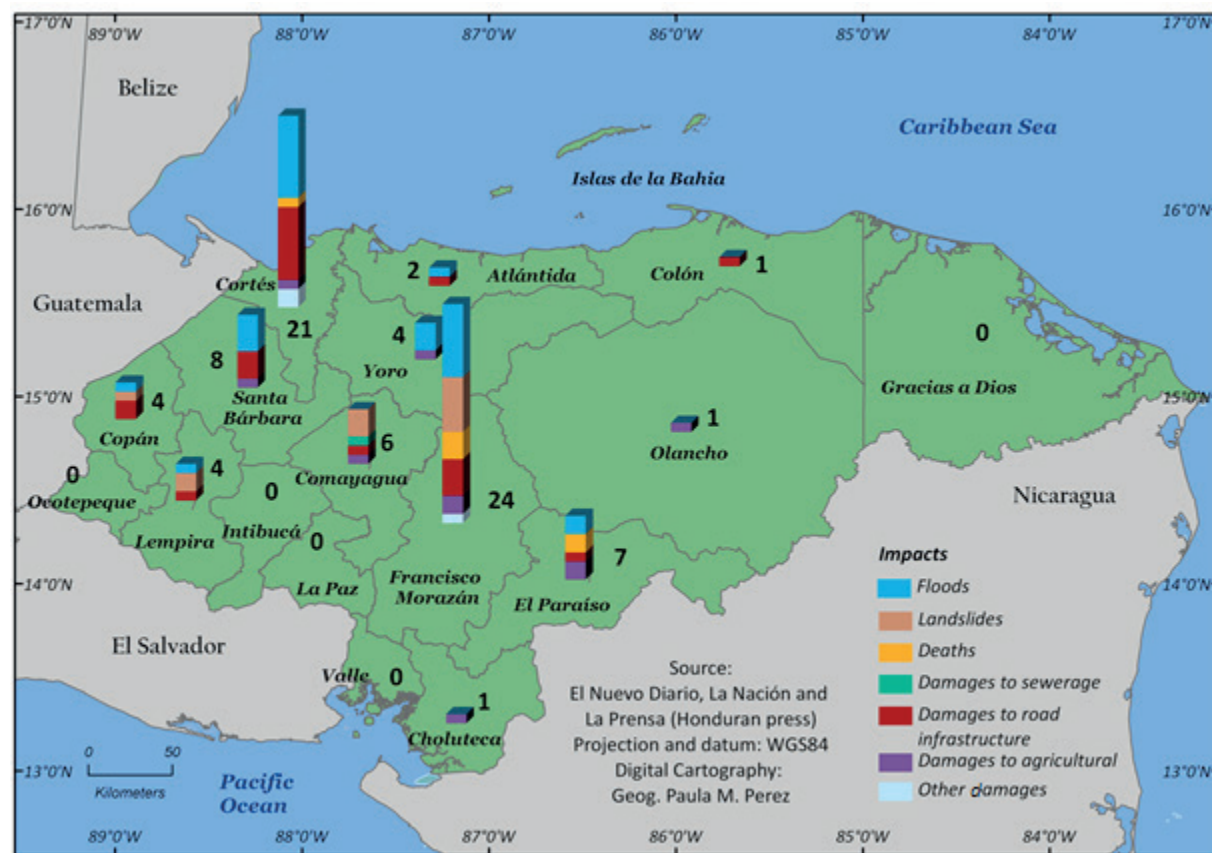 17°0'N
89°0'W
88°0'W
87°0'W
86°0'W
85°0'W
84°0'W
17°0'N
Belize
Caribbean Sea
Islas de la Bahía
16°0'N
16°0'N
Cortés
2
Atlántida
Colón
1
Guatemala
21
4
0
8
Yoro
Gracias a Dios
15°0'N
15°0'N
Santa
Bárbara
4
Copán
1
Olancho
6
Comayagua
0
Ocotepeque
4
0
Intibucá
24
Nicaragua
Lempira
0
La Paz
Francisco
Morazán
7
El Paraíso
14°0'N
14°0'N
El Salvador
Valle
0
1
Choluteca
Source:
El Nuevo Diario, La Nación and
La Prensa (Honduran press)
Projection and datum: WGS84
Digital Cartography:
Geog. Paula M. Perez
Impacts
Floods
Landslides
Deaths
Damages to sewerage
Damages to road
infrastructure
Damages to agricultural
Other damages
0
50
Kilometers
13°0'N
13°0'N
Pacific
Ocean
89°0'W
88°0'W
87°0'W
86°0'W
85°0'W
84°0'W